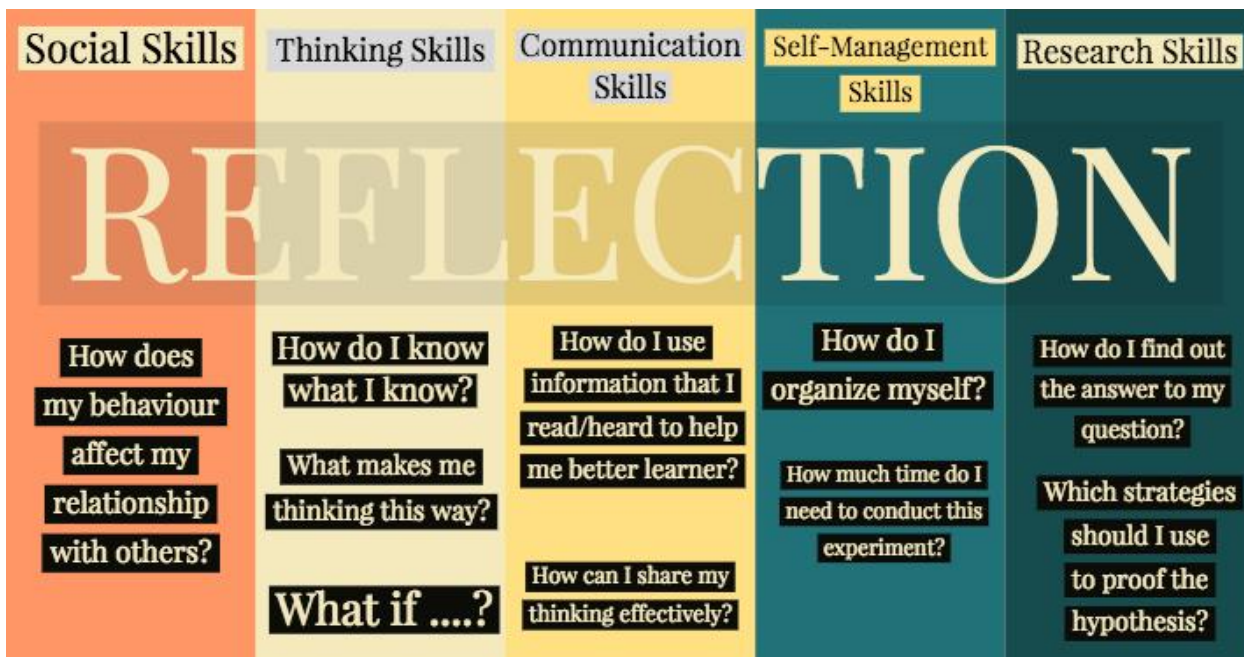 Social Skills
Thinking Skills
Communication
Skills
Self-Management
Skills
Research Skills
REFLECTION
How does
my behaviour
affect my
relationship
with others?
How do I know
what I know?
What makes me
thinking this way?
What if ....?
How do I use
information that I
read/heard to help
me better learner?
How can I share my
thinking effectively?
How do I
organize myself?
How much time do I
need to conduct this
experiment?
How do I find out
the answer to my
question?
Which strategies
should I use
to proof the
hypothesis?